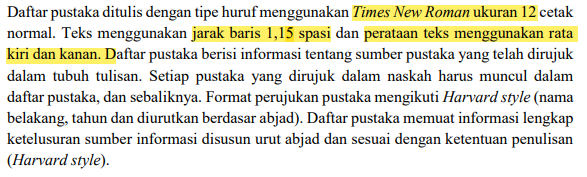 Daftar pustaka ditulis dengan tipe huruf menggunakan Times New Roman ukuran 12 cetak
normal. Teks menggunakan jarak baris 1,15 spasi dan perataan teks menggunakan rata
kiri dan kanan. Daftar pustaka berisi informasi tentang sumber pustaka yang telah dirujuk
dalam tubuh tulisan. Setiap pustaka yang dirujuk dalam naskah harus muncul dalam
daftar pustaka, dan sebaliknya. Format perujukan pustaka mengikuti Harvard style (nama
belakang, tahun dan diurutkan berdasar abjad). Daftar pustaka memuat informasi lengkap
ketelusuran sumber informasi disusun urut abjad dan sesuai dengan ketentuan penulisan
(Harvard style).